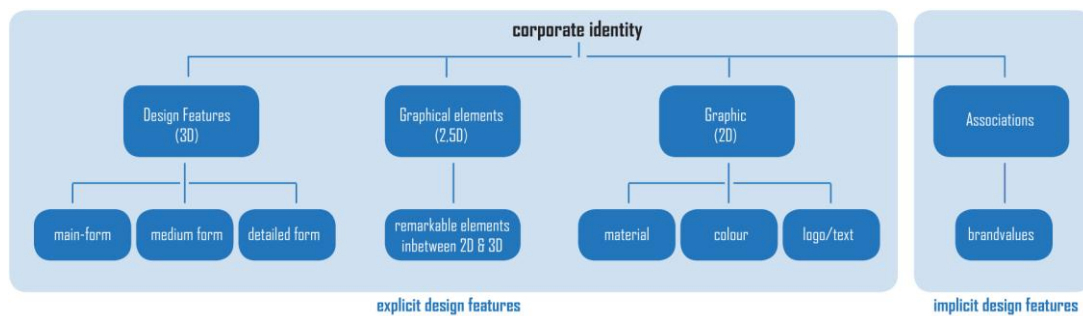 corporate identity
Design Features
(3D)
Graphical elements
(2,5D)
Graphic
(2D)
Associations
main-form
medium form
detailed form
remarkable elements
inbetween 2D & 3D
material
colour
logo/text
brandvalues
explicit design features
implicit design features